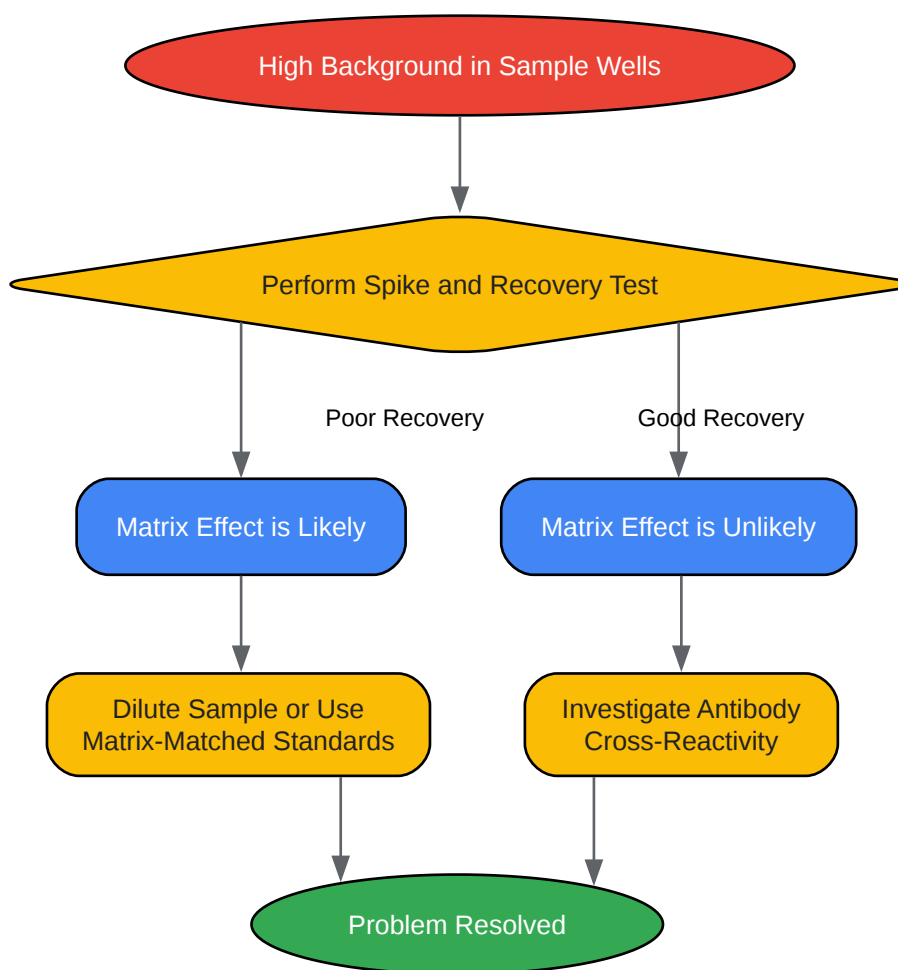 High Background in Sample Wells
Perform Spike and Recovery Test
Poor Recovery
Good Recovery
Matrix Effect is Likely
Matrix Effect is Unlikely
Dilute Sample or Use
Matrix-Matched Standards
Investigate Antibody
Cross-Reactivity
Problem Resolved